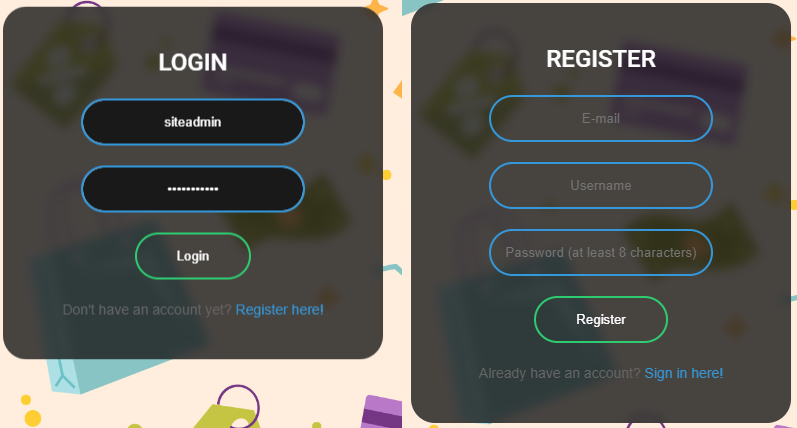 LOGIN
siteadmin
•••••••••••
Login
Don't have an account yet? Register here!
REGISTER
E-mail
Username
Password (at least 8 characters)
Register
Already have an account? Sign in here!